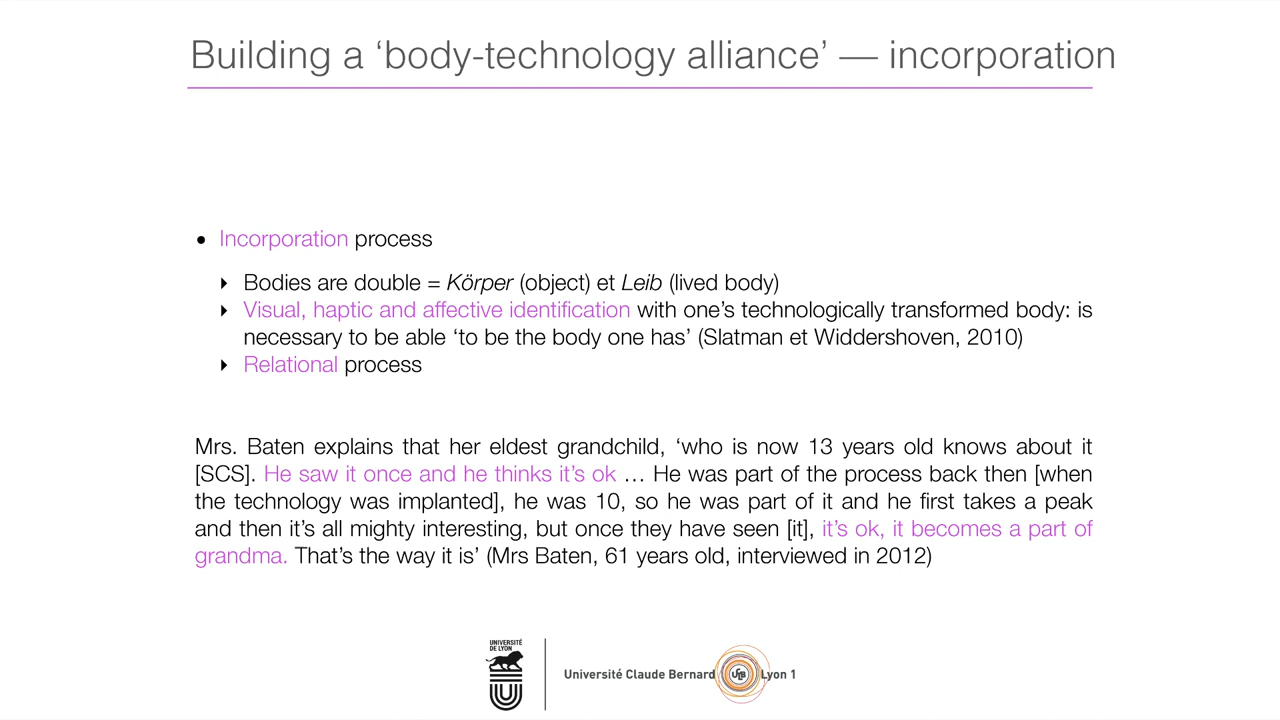 Building a ‘body-technology alliance’ — incorporation
• Incorporation process
‣ Bodies are double = Körper (object) et Leib (lived body)
‣ Visual, haptic and affective identification with one’s technologically transformed body: is
necessary to be able ‘to be the body one has’ (Slatman et Widdershoven, 2010)
‣ Relational process
Mrs. Baten explains that her eldest grandchild, ‘who is now 13 years old knows about it
[SCS]. He saw it once and he thinks it’s ok … He was part of the process back then [when
the technology was implanted], he was 10, so he was part of it and he first takes a peak
and then it’s all mighty interesting, but once they have seen [it], it’s ok, it becomes a part of
grandma. That’s the way it is’ (Mrs Baten, 61 years old, interviewed in 2012)
UNIVERSITÉ
DE LYON
Université Claude Bernard UCB Lyon 1